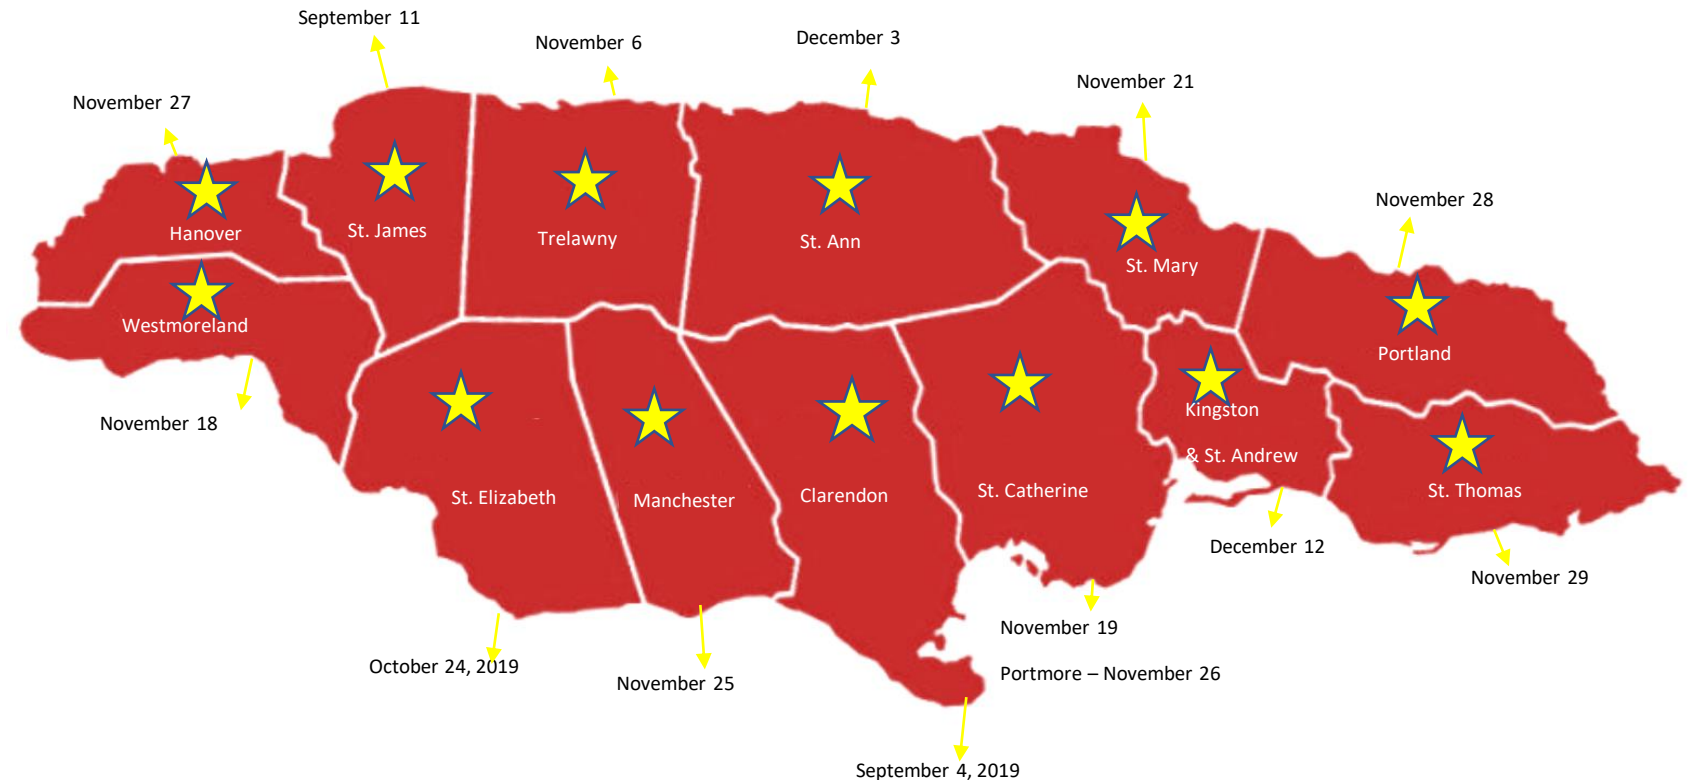 September 11
November 6
December 3
November 21
November 27
November 28
Hanover
St. James
Trelawny
St. Ann
St. Mary
Westmoreland
Portland
November 18
Kingston
& St. Andrew
St. Elizabeth
Manchester
Clarendon
St. Catherine
St. Thomas
December 12
November 29
November 19
Portmore – November 26
October 24, 2019
November 25
September 4, 2019